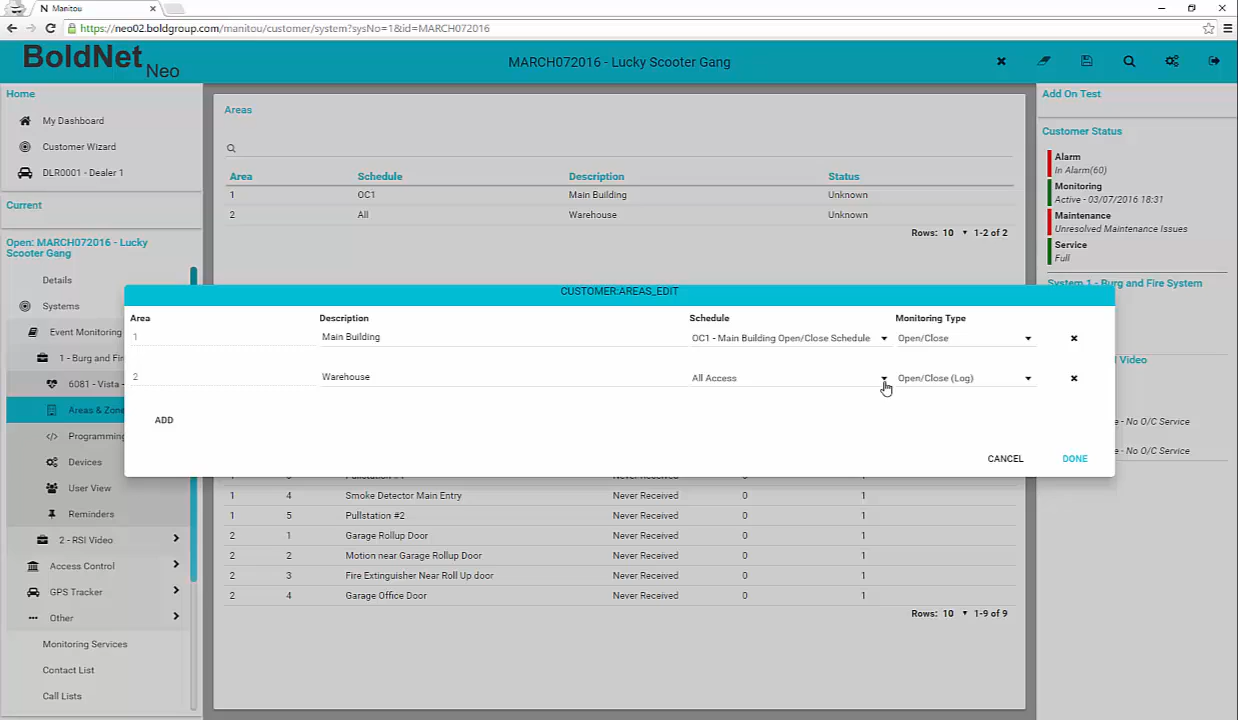 Manitou
https://neo02.boldgroup.com/manitou/customer/system?sysNo=1&id=MARCH072016
BoldNet Neo
MARCH072016 - Lucky Scooter Gang
Home
My Dashboard
Customer Wizard
DLR0001 - Dealer 1
Current
Open: MARCH072016 - Lucky
Scooter Gang
Details
Systems
Event Monitoring
1 - Burg and Fir
6081 - Vista -
Areas & Zone
Programming
Devices
User View
Reminders
2 - RSI Video
Access Control
GPS Tracker
Other
Monitoring Services
Contact List
Call Lists
Areas
Area Schedule Description Status
1 OC1 Main Building Unknown
2 All Warehouse Unknown
Rows: 10 1-2 of 2
CUSTOMER.AREAS_EDIT
Area Description Schedule Monitoring Type
1 Main Building OC1 - Main Building Open/Close Schedule Open/Close
2 Warehouse All Access Open/Close (Log)
ADD
CANCEL DONE
1 4 Smoke Detector Main Entry Never Received 0 1
1 5 Pullstation #2 Never Received 0 1
2 1 Garage Rollup Door Never Received 0 1
2 2 Motion near Garage Rollup Door Never Received 0 1
2 3 Fire Extinguisher Near Roll Up door Never Received 0 1
2 4 Garage Office Door Never Received 0 1
Rows: 10 1-9 of 9
Add On Test
Customer Status
Alarm
In Alarm(60)
Monitoring
Active - 03/07/2016 18:31
Maintenance
Unresolved Maintenance Issues
Service
Full
System 1 - Burg and Fire System
Video
e - No O/C Service
e - No O/C Service